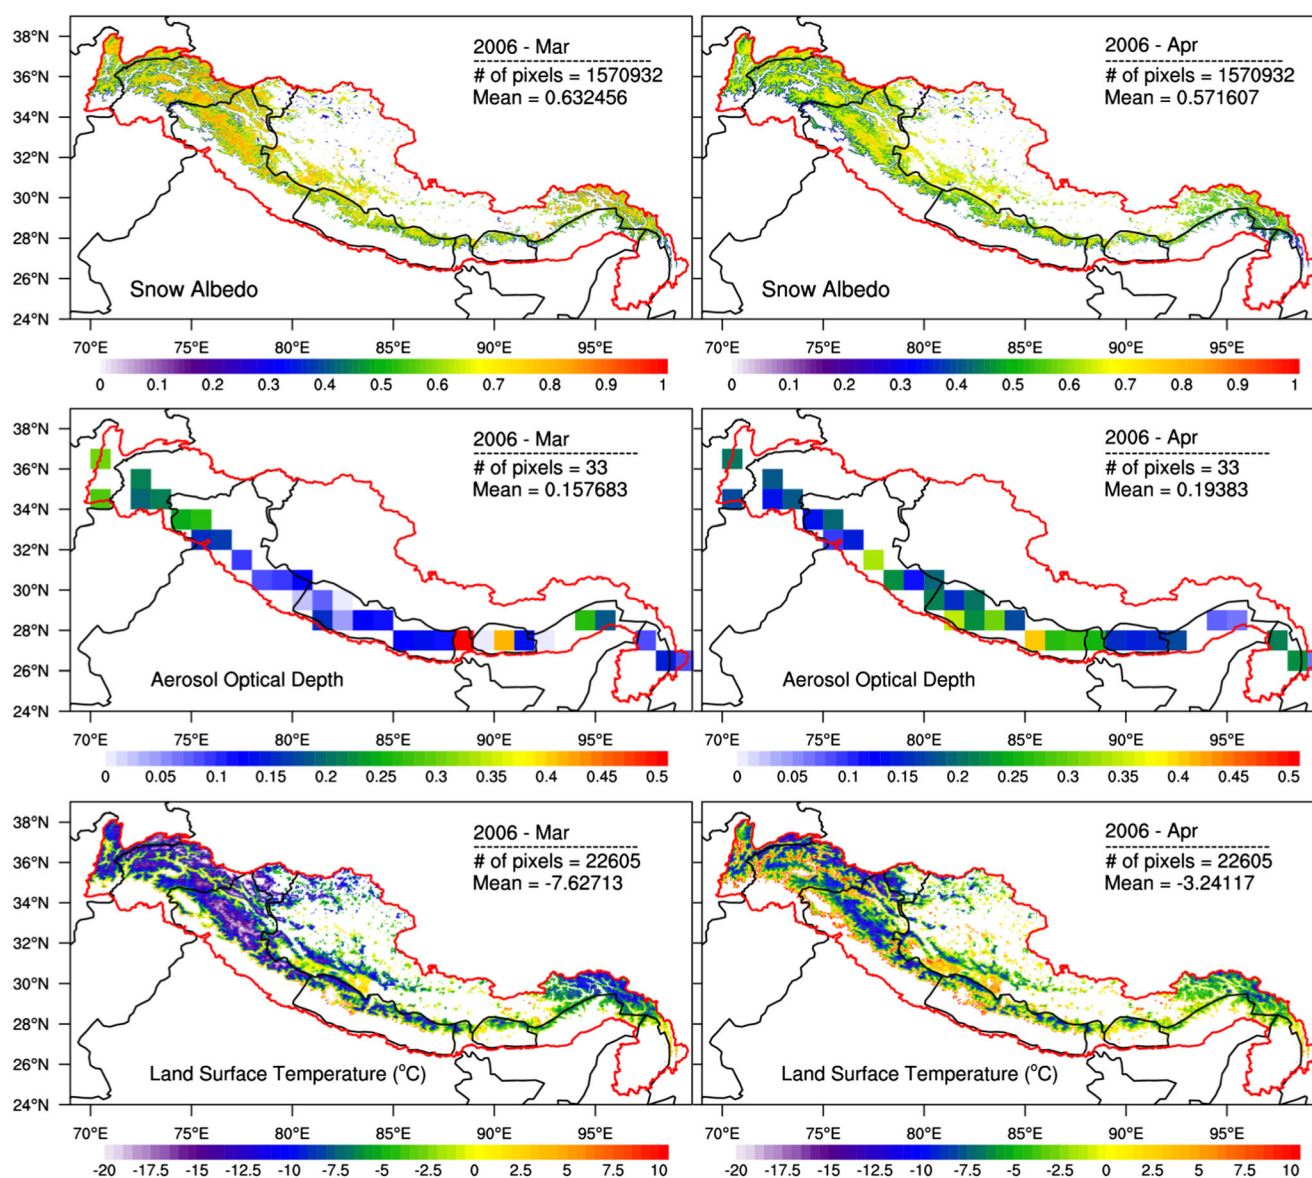 38°N
36°N
34°N
32°N
30°N
28°N
26°N
24°N
2006 - Mar
# of pixels = 1570932
Mean = 0.632456
Snow Albedo
70°E 75°E 80°E 85°E 90°E 95°E
0 0.1 0.2 0.3 0.4 0.5 0.6 0.7 0.8 0.9 1
2006 - Apr
# of pixels = 1570932
Mean = 0.571607
Snow Albedo
70°E 75°E 80°E 85°E 90°E 95°E
0 0.1 0.2 0.3 0.4 0.5 0.6 0.7 0.8 0.9 1
38°N
36°N
34°N
32°N
30°N
28°N
26°N
24°N
2006 - Mar
# of pixels = 33
Mean = 0.157683
Aerosol Optical Depth
70°E 75°E 80°E 85°E 90°E 95°E
0 0.05 0.1 0.15 0.2 0.25 0.3 0.35 0.4 0.45 0.5
2006 - Apr
# of pixels = 33
Mean = 0.19383
Aerosol Optical Depth
70°E 75°E 80°E 85°E 90°E 95°E
0 0.05 0.1 0.15 0.2 0.25 0.3 0.35 0.4 0.45 0.5
38°N
36°N
34°N
32°N
30°N
28°N
26°N
24°N
2006 - Mar
# of pixels = 22605
Mean = -7.62713
Land Surface Temperature (°C)
70°E 75°E 80°E 85°E 90°E 95°E
-20 -17.5 -15 -12.5 -10 -7.5 -5 -2.5 0 2.5 5 7.5 10
2006 - Apr
# of pixels = 22605
Mean = -3.24117
Land Surface Temperature (°C)
70°E 75°E 80°E 85°E 90°E 95°E
-20 -17.5 -15 -12.5 -10 -7.5 -5 -2.5 0 2.5 5 7.5 10